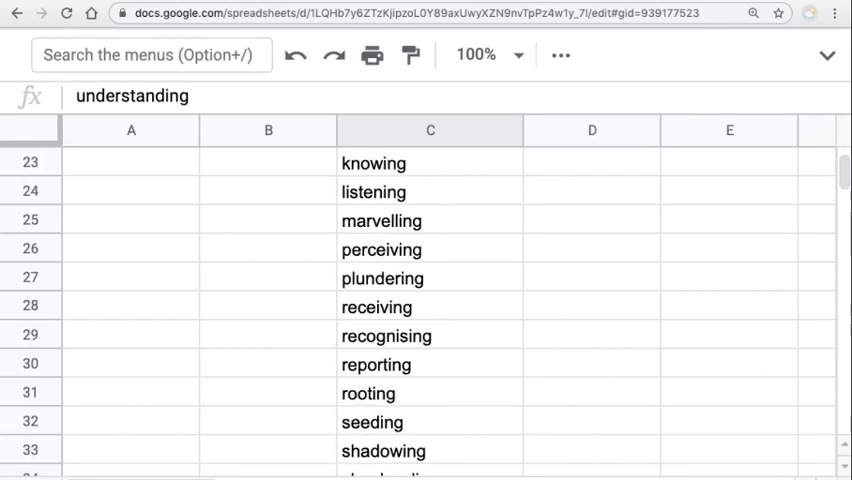 docs.google.com/spreadsheets/d/1LQHb7y6ZTzKjipzoL0Y89axUwyXZN9nvTpPz4w1y_7I/edit#gid=939177523
Search the menus (Option+/) 100%
fx understanding
A B C D E
23 knowing
24 listening
25 marvelling
26 perceiving
27 plundering
28 receiving
29 recognising
30 reporting
31 rooting
32 seeding
33 shadowing